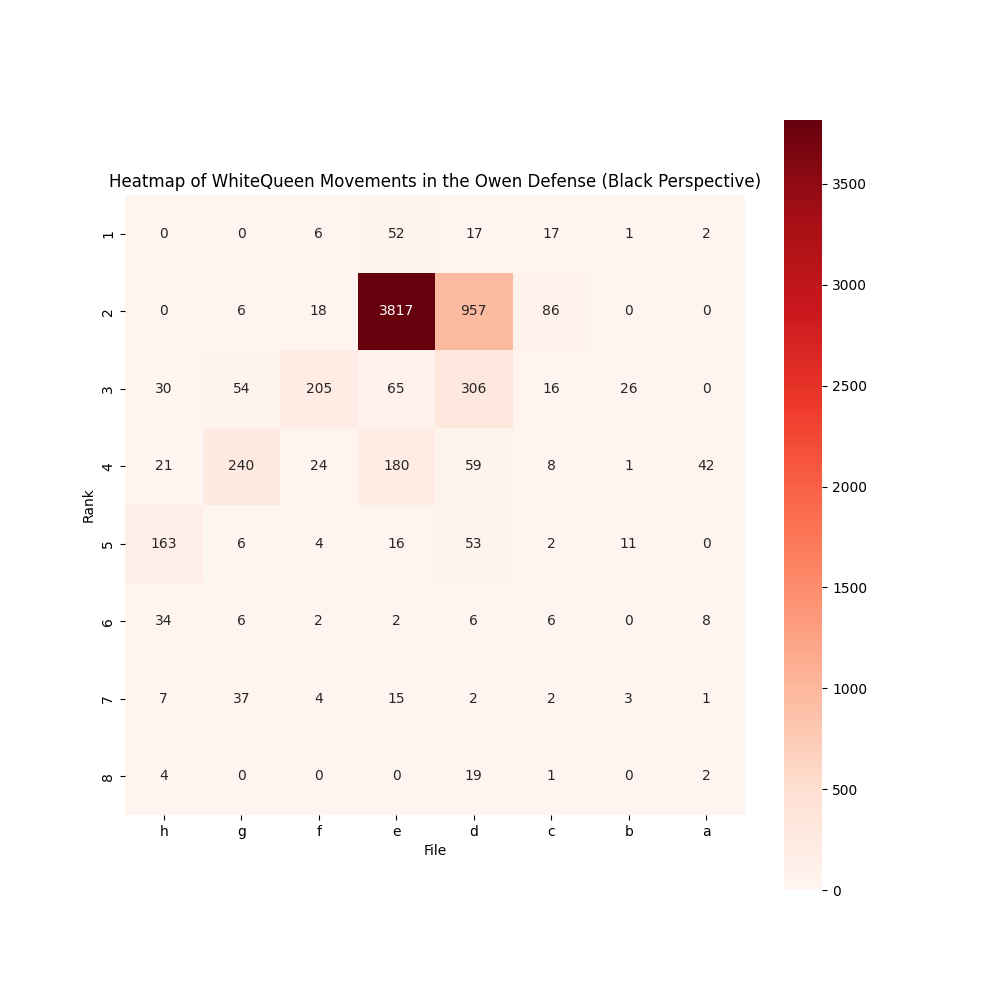 Heatmap of WhiteQueen Movements in the Owen Defense (Black Perspective)
1 0 0 6 52 17 17 1 2
2 0 6 18 3817 957 86 0 0
3 30 54 205 65 306 16 26 0
4 21 240 24 180 59 8 1 42
5 163 6 4 16 53 2 11 0
6 34 6 2 2 6 6 0 8
7 7 37 4 15 2 2 3 1
8 4 0 0 0 19 1 0 2
h g f e d c b a
File
Rank
3500
3000
2500
2000
1500
1000
500
0